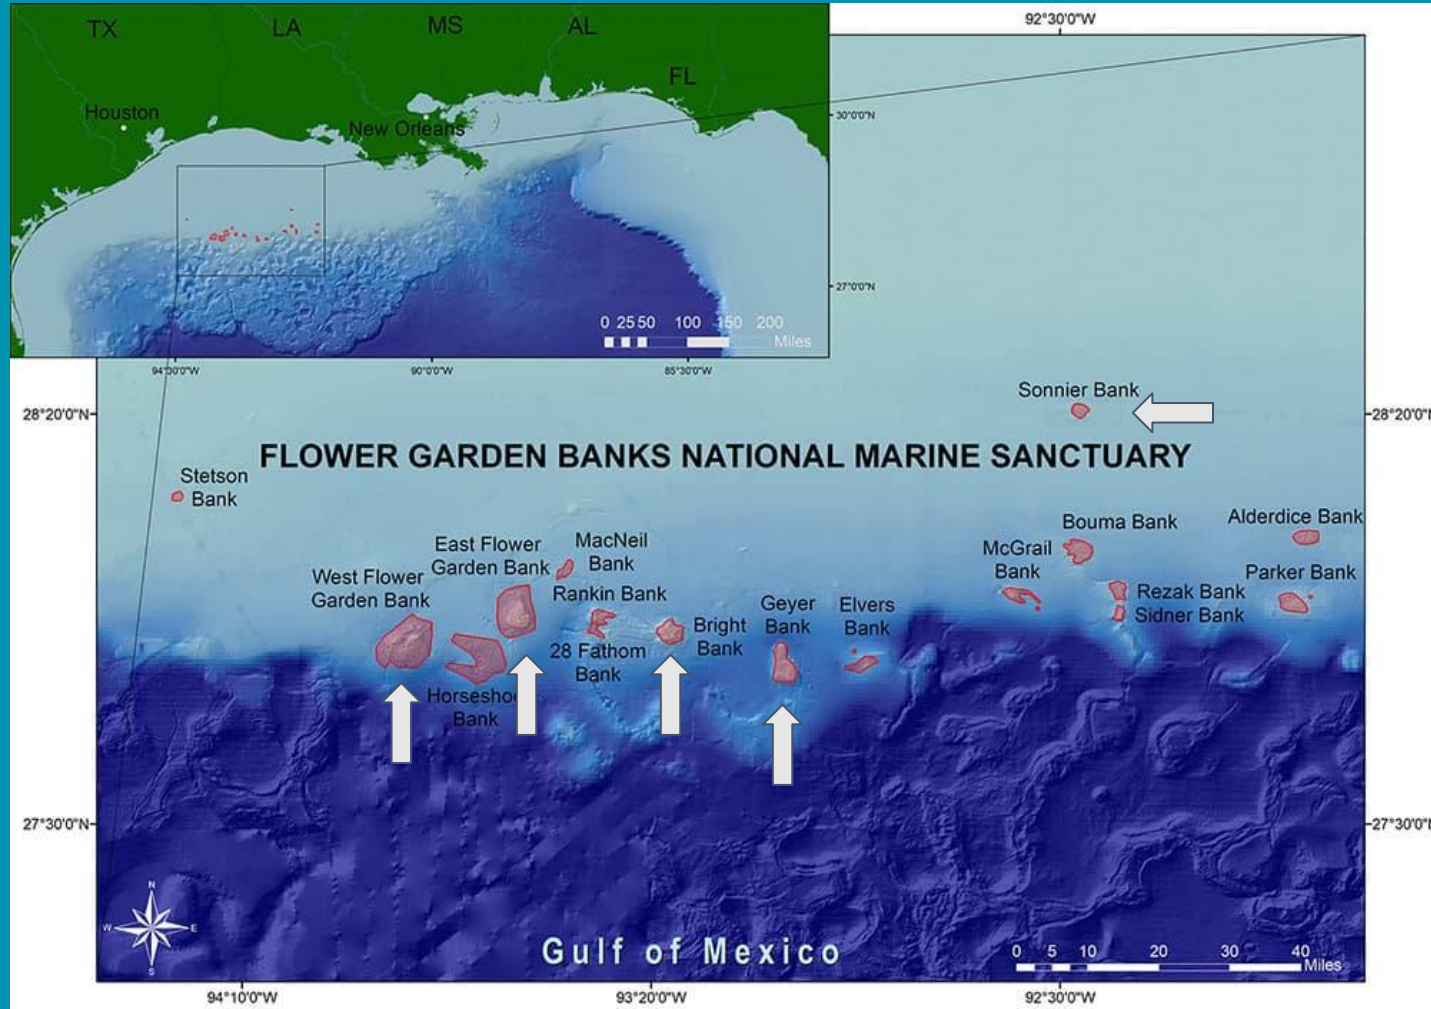 TX
LA
MS
AL
FL
Houston
New Orleans
30°0'0"N
27°0'0"N
0 25 50 100 150 200
Miles
94°30'0"W
90°0'0"W
85°30'0"W
92°30'0"W
Sonnier Bank
28°20'0"N
28°20'0"N
FLOWER GARDEN BANKS NATIONAL MARINE SANCTUARY
Stetson
Bank
East Flower
Garden Bank
MacNeil
Bank
West Flower
Garden Bank
Rankin Bank
28 Fathom
Bank
Bright
Bank
Horseshoe
Bank
Geyer
Bank
Elvers
Bank
McGrail
Bank
Bouma Bank
Rezak Bank
Sidner Bank
Alderdice Bank
Parker Bank
27°30'0"N
27°30'0"N
N
W
E
S
Gulf of Mexico
0 5 10 20 30 40
Miles
94°10'0"W
93°20'0"W
92°30'0"W